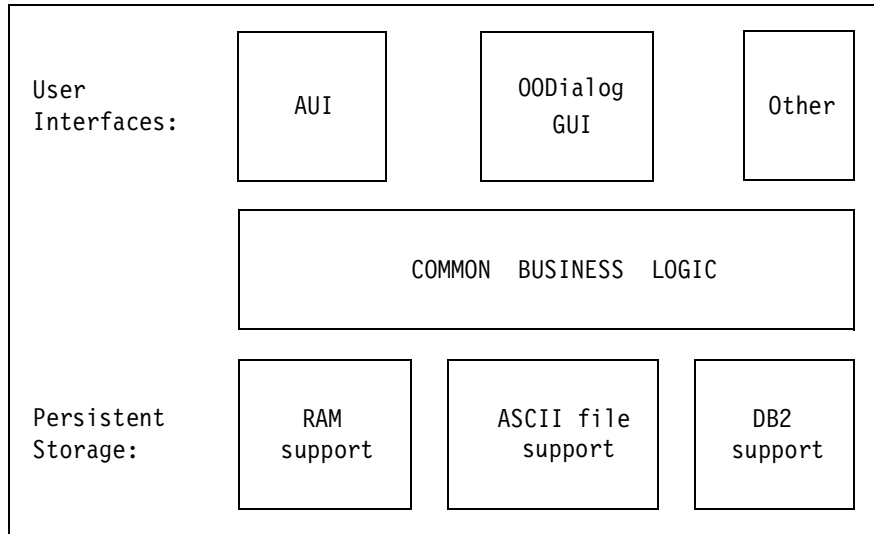 User
Interfaces:
AUI
OODialog
GUI
Other
COMMON BUSINESS LOGIC
Persistent
Storage:
RAM
support
ASCII file
support
DB2
support